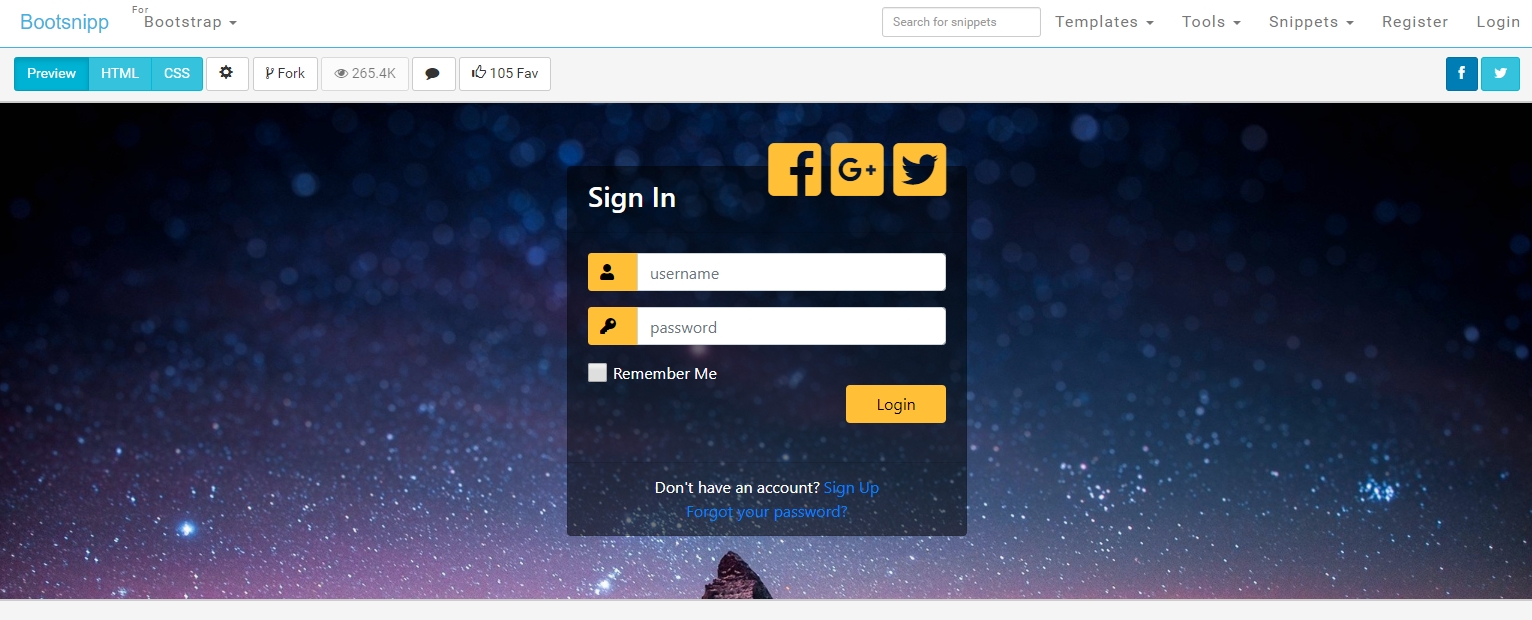 Bootsnipp For Bootstrap Search for snippets Templates Tools Snippets Register Login
Preview HTML CSS Fork 265.4K 105 Fav f
f G+
Sign In
username
password
Remember Me
Login
Don't have an account? Sign Up
Forgot your password?